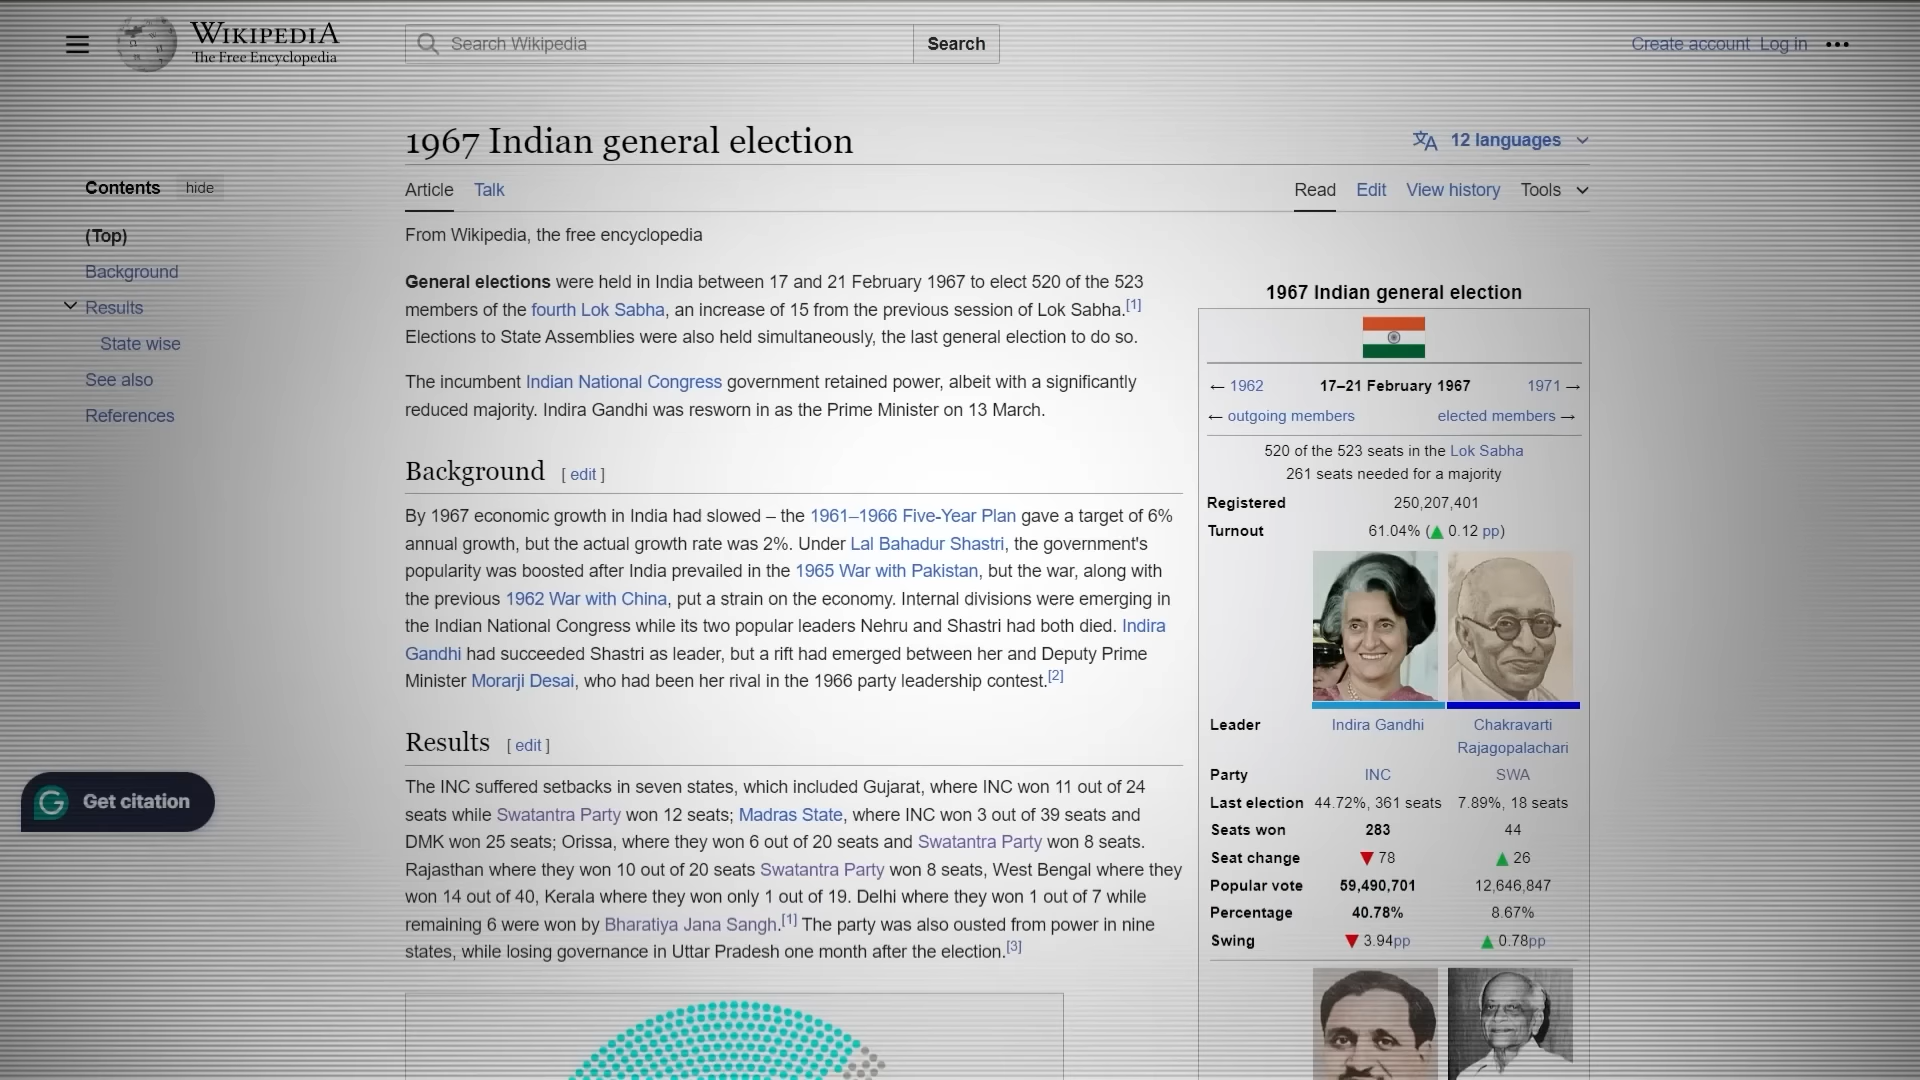 WIKIPEDIA
The Free Encyclopedia
Search Wikipedia
Search
Create account Log in
1967 Indian general election
12 languages
Contents hide
Article Talk
Read Edit View history Tools
(Top)
Background
Results
State wise
See also
References
From Wikipedia, the free encyclopedia
General elections were held in India between 17 and 21 February 1967 to elect 520 of the 523
members of the fourth Lok Sabha, an increase of 15 from the previous session of Lok Sabha.[1]
Elections to State Assemblies were also held simultaneously, the last general election to do so.
The incumbent Indian National Congress government retained power, albeit with a significantly
reduced majority. Indira Gandhi was resworn in as the Prime Minister on 13 March.
Background [ edit ]
By 1967 economic growth in India had slowed – the 1961–1966 Five-Year Plan gave a target of 6%
annual growth, but the actual growth rate was 2%. Under Lal Bahadur Shastri, the government's
popularity was boosted after India prevailed in the 1965 War with Pakistan, but the war, along with
the previous 1962 War with China, put a strain on the economy. Internal divisions were emerging in
the Indian National Congress while its two popular leaders Nehru and Shastri had both died. Indira
Gandhi had succeeded Shastri as leader, but a rift had emerged between her and Deputy Prime
Minister Morarji Desai, who had been her rival in the 1966 party leadership contest.[2]
Results [ edit ]
The INC suffered setbacks in seven states, which included Gujarat, where INC won 11 out of 24
seats while Swatantra Party won 12 seats; Madras State, where INC won 3 out of 39 seats and
DMK won 25 seats; Orissa, where they won 6 out of 20 seats and Swatantra Party won 8 seats.
Rajasthan where they won 10 out of 20 seats Swatantra Party won 8 seats, West Bengal where they
won 14 out of 40, Kerala where they won only 1 out of 19. Delhi where they won 1 out of 7 while
remaining 6 were won by Bharatiya Jana Sangh.[1] The party was also ousted from power in nine
states, while losing governance in Uttar Pradesh one month after the election.[3]
1967 Indian general election
← 1962 17–21 February 1967 1971 →
← outgoing members elected members →
520 of the 523 seats in the Lok Sabha
261 seats needed for a majority
Registered 250,207,401
Turnout 61.04% (▲ 0.12 pp)
Leader Indira Gandhi Chakravarti
Rajagopalachari
Party INC SWA
Last election 44.72%, 361 seats 7.89%, 18 seats
Seats won 283 44
Seat change ▼ 78 ▲ 26
Popular vote 59,490,701 12,646,847
Percentage 40.78% 8.67%
Swing ▼ 3.94pp ▲ 0.78pp
Get citation